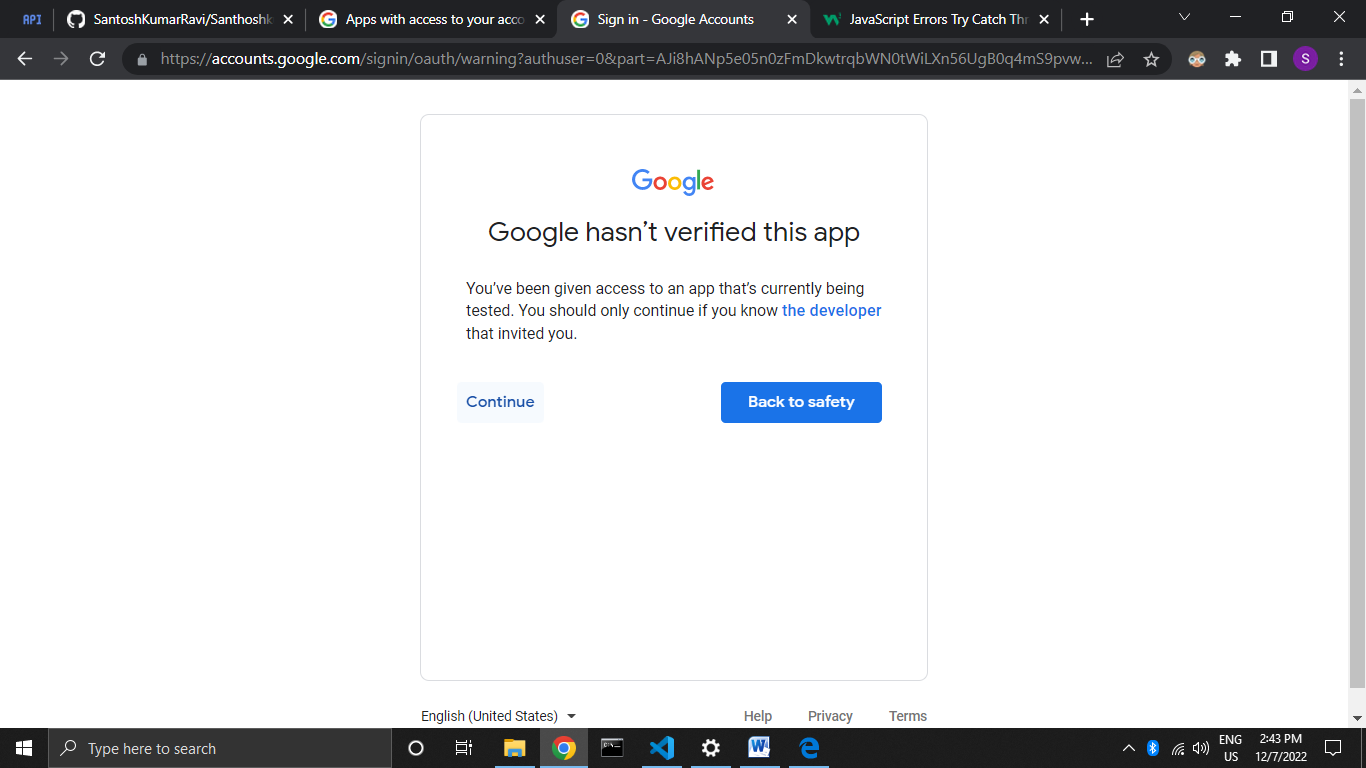 API
SantoshKumarRavi/Santhoshk
Apps with access to your acco
Sign in - Google Accounts
JavaScript Errors Try Catch Thr
https://accounts.google.com/signin/oauth/warning?authuser=0&part=AJi8hANp5e05n0zFmDkwtrqbWN0tWiLXn56UgB0q4mS9pvw...
S
Google
Google hasn't verified this app
You've been given access to an app that's currently being
tested. You should only continue if you know the developer
that invited you.
Continue
Back to safety
English (United States)
Help
Privacy
Terms
Type here to search
ENG
US
2:43 PM
12/7/2022